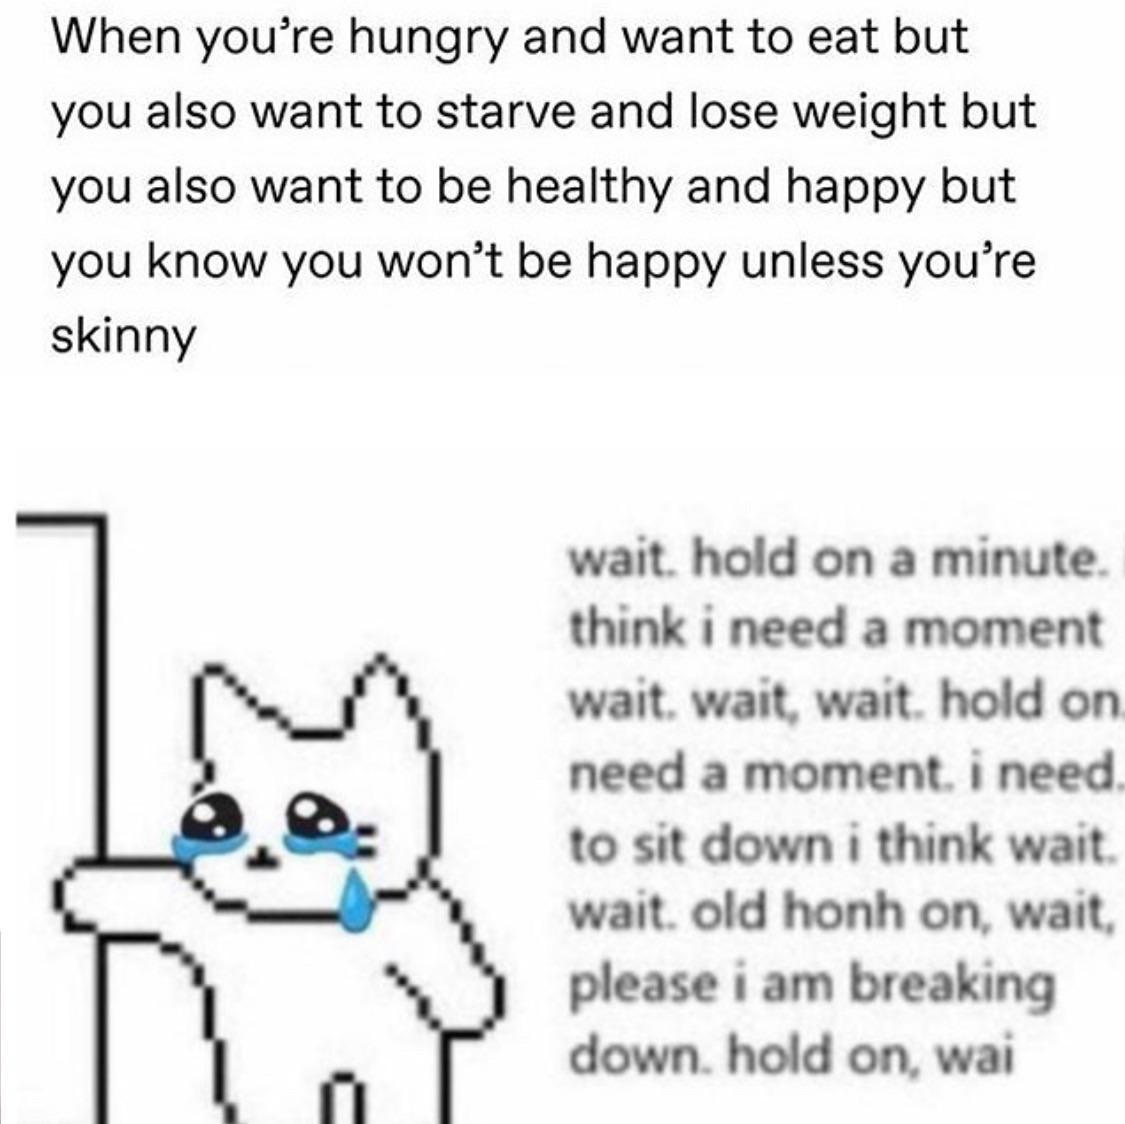 When you’re hungry and want to eat but
you also want to starve and lose weight but
you also want to be healthy and happy but
you know you won’t be happy unless you’re
skinny
wait. hold on a minute.
think i need a moment
wait. wait, wait. hold on.
need a moment. i need.
to sit down i think wait.
wait. old honh on, wait,
please i am breaking
down. hold on, wai